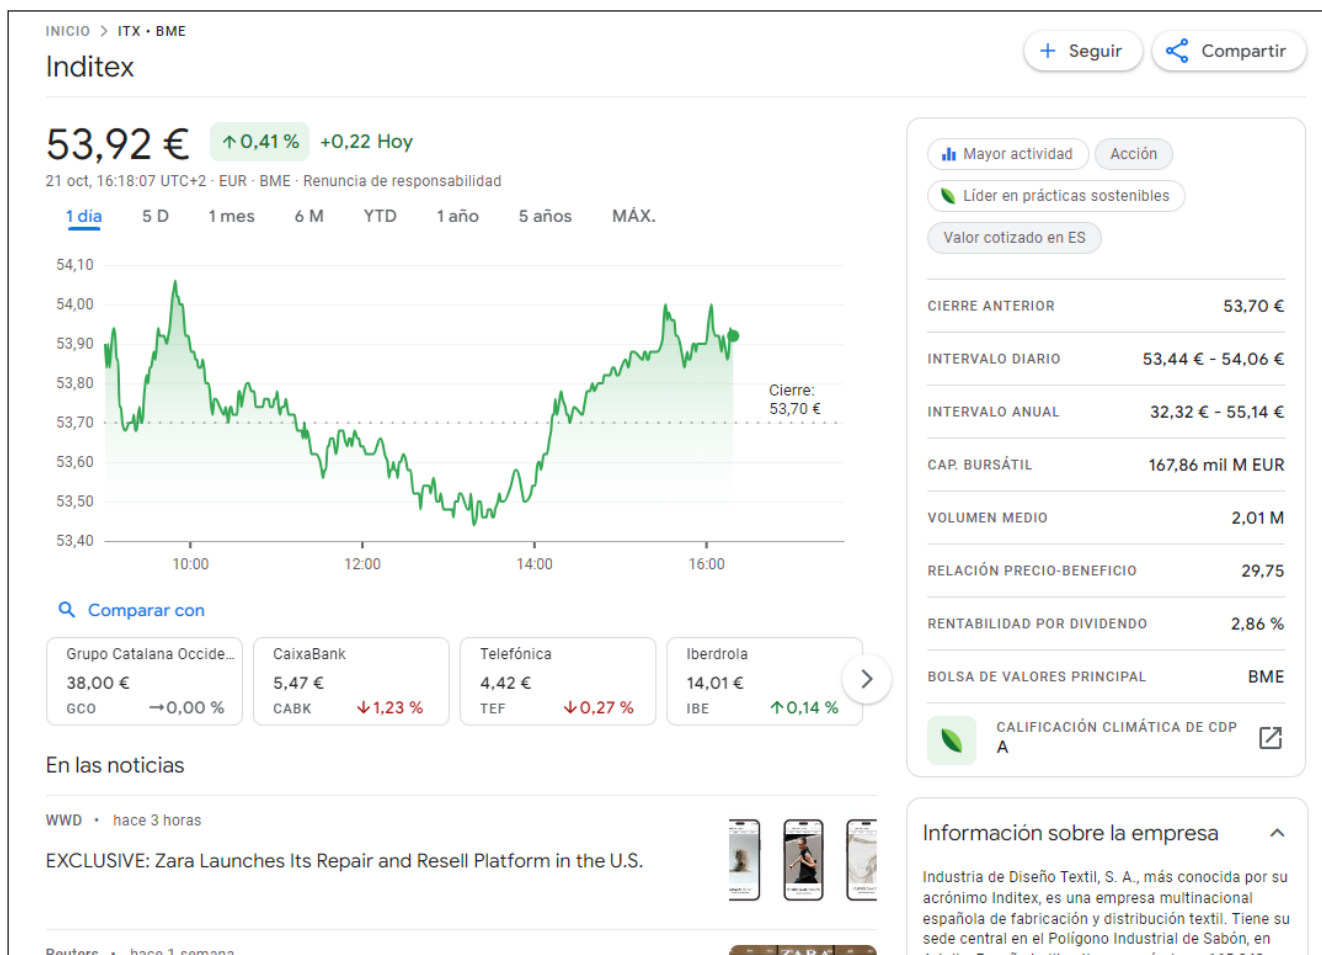 INICIO > ITX • BME
Inditex
Seguir
Compartir
53,92 €
↑0,41 %
+0,22 Hoy
21 oct, 16:18:07 UTC+2 · EUR · BME · Renuncia de responsabilidad
1 día
5 D
1 mes
6 M
YTD
1 año
5 años
MÁX.
54,10
54,00
53,90
53,80
53,70
53,60
53,50
53,40
Cierre:
53,70 €
10:00
12:00
14:00
16:00
Comparar con
Grupo Catalana Occide...
38,00 €
GCO →0,00 %
CaixaBank
5,47 €
CABK ↓1,23 %
Telefónica
4,42 €
TEF ↓0,27 %
Iberdrola
14,01 €
IBE ↑0,14 %
En las noticias
WWD • hace 3 horas
EXCLUSIVE: Zara Launches Its Repair and Resell Platform in the U.S.
Reuters • hace 1 semana
ZARA
Mayor actividad
Acción
Líder en prácticas sostenibles
Valor cotizado en ES
CIERRE ANTERIOR 53,70 €
INTERVALO DIARIO 53,44 € - 54,06 €
INTERVALO ANUAL 32,32 € - 55,14 €
CAP. BURSÁTIL 167,86 mil M EUR
VOLUMEN MEDIO 2,01 M
RELACIÓN PRECIO-BENEFICIO 29,75
RENTABILIDAD POR DIVIDENDO 2,86 %
BOLSA DE VALORES PRINCIPAL BME
CALIFICACIÓN CLIMÁTICA DE CDP
A
Información sobre la empresa
Industria de Diseño Textil, S. A., más conocida por su
acrónimo Inditex, es una empresa multinacional
española de fabricación y distribución textil. Tiene su
sede central en el Polígono Industrial de Sabón, en